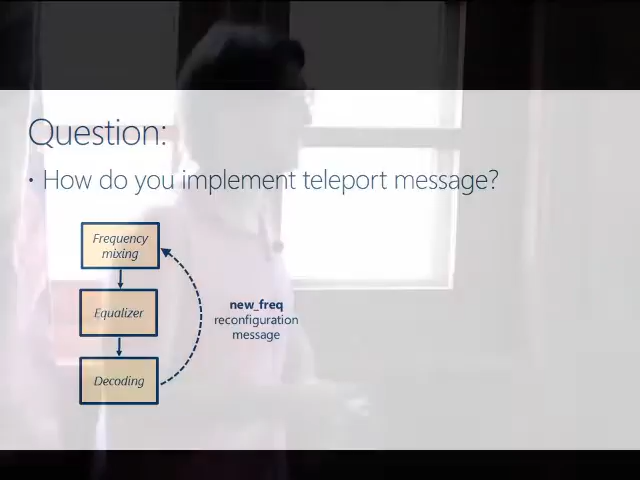 Question:
• How do you implement teleport message?
Frequency
mixing
Equalizer
Decoding
new_freq
reconfiguration
message